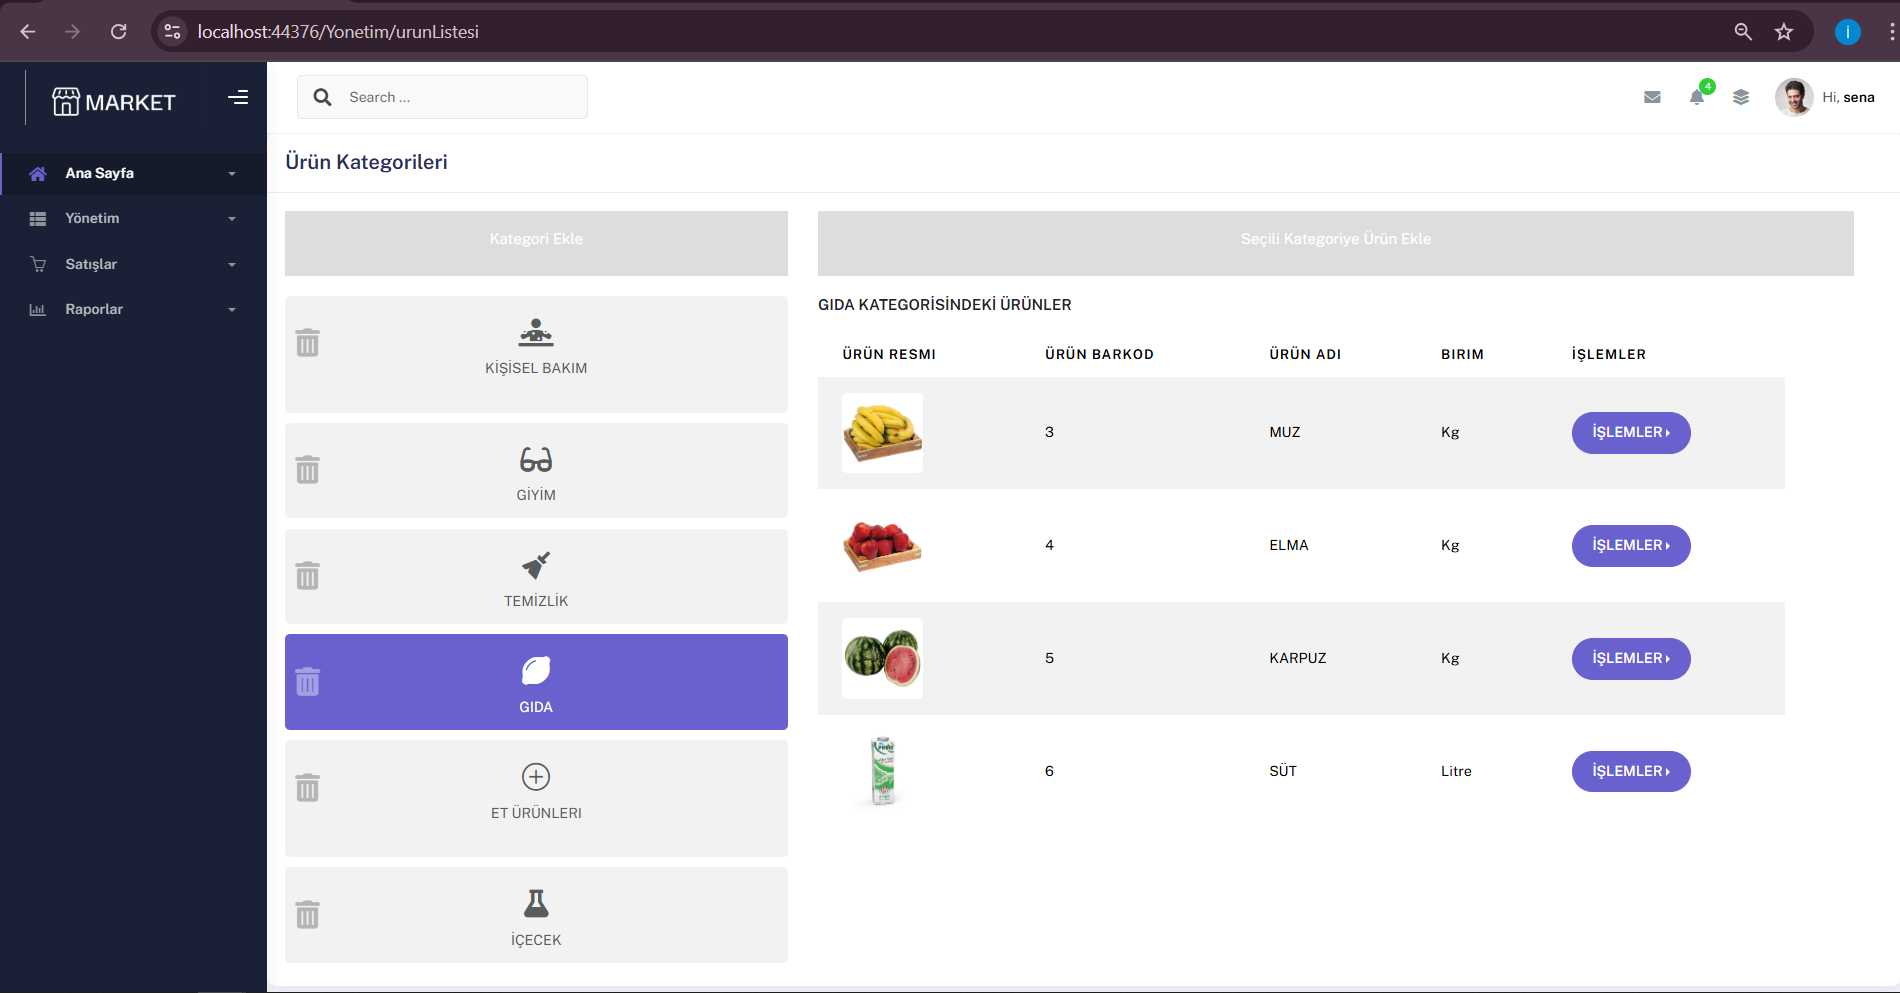 localhost:44376/Yonetim/urunListesi
i
MARKET
Search ...
4
Hi, sena
Ana Sayfa
Yönetim
Satışlar
Raporlar
Ürün Kategorileri
Kategori Ekle
KİŞİSEL BAKIM
GİYİM
TEMİZLİK
GIDA
ET ÜRÜNLERI
İÇECEK
Seçili Kategoriye Ürün Ekle
GIDA KATEGORİSİNDEKİ ÜRÜNLER
ÜRÜN RESMI ÜRÜN BARKOD ÜRÜN ADI BIRIM İŞLEMLER
3 MUZ Kg İŞLEMLER
4 ELMA Kg İŞLEMLER
5 KARPUZ Kg İŞLEMLER
6 SÜT Litre İŞLEMLER